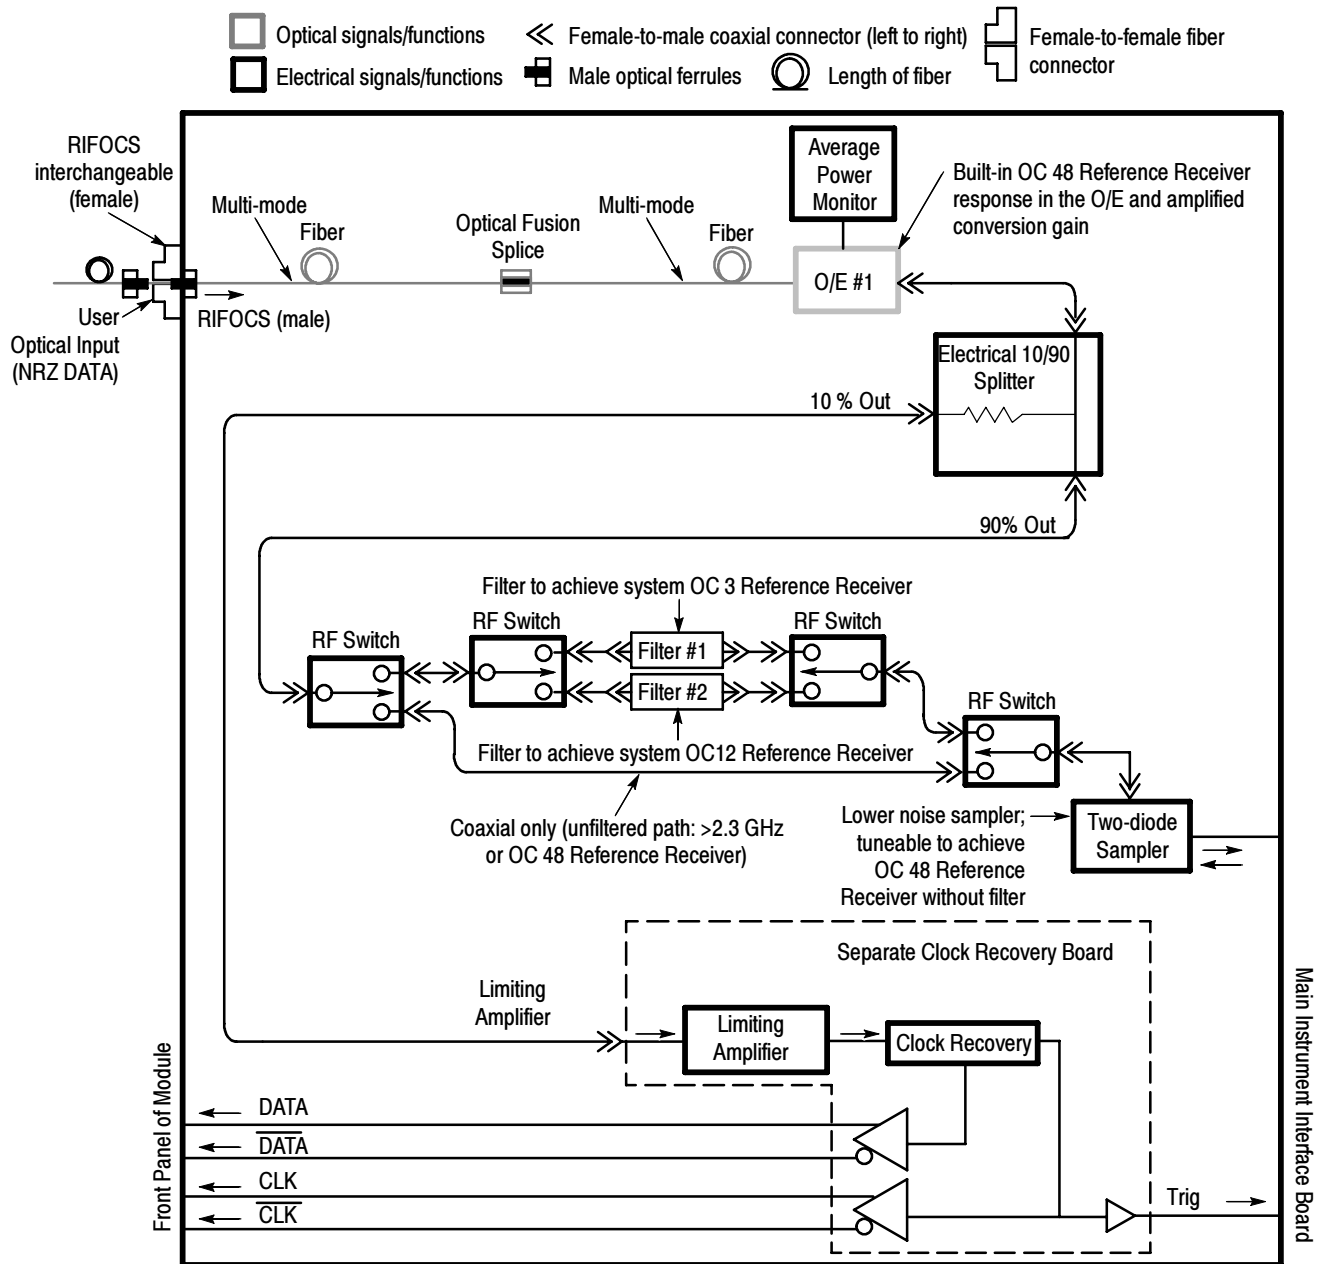 Optical signals/functions
Electrical signals/functions
Female-to-male coaxial connector (left to right)
Male optical ferrules
Length of fiber
Female-to-female fiber
connector
RIFOCS
interchangeable
(female)
Multi-mode
Fiber
Optical Fusion
Splice
Multi-mode
Fiber
Average
Power
Monitor
Built-in OC 48 Reference Receiver
response in the O/E and amplified
conversion gain
O/E #1
User
Optical Input
(NRZ DATA)
RIFOCS (male)
Electrical 10/90
Splitter
10 % Out
90% Out
Filter to achieve system OC 3 Reference Receiver
RF Switch
RF Switch
RF Switch
Filter #1
Filter #2
RF Switch
Filter to achieve system OC12 Reference Receiver
Coaxial only (unfiltered path: >2.3 GHz
or OC 48 Reference Receiver)
Lower noise sampler;
tuneable to achieve
OC 48 Reference
Receiver without filter
Two-diode
Sampler
Separate Clock Recovery Board
Limiting
Amplifier
Limiting
Amplifier
Clock Recovery
DATA
DATA
CLK
CLK
Trig
Front Panel of Module
Main Instrument Interface Board